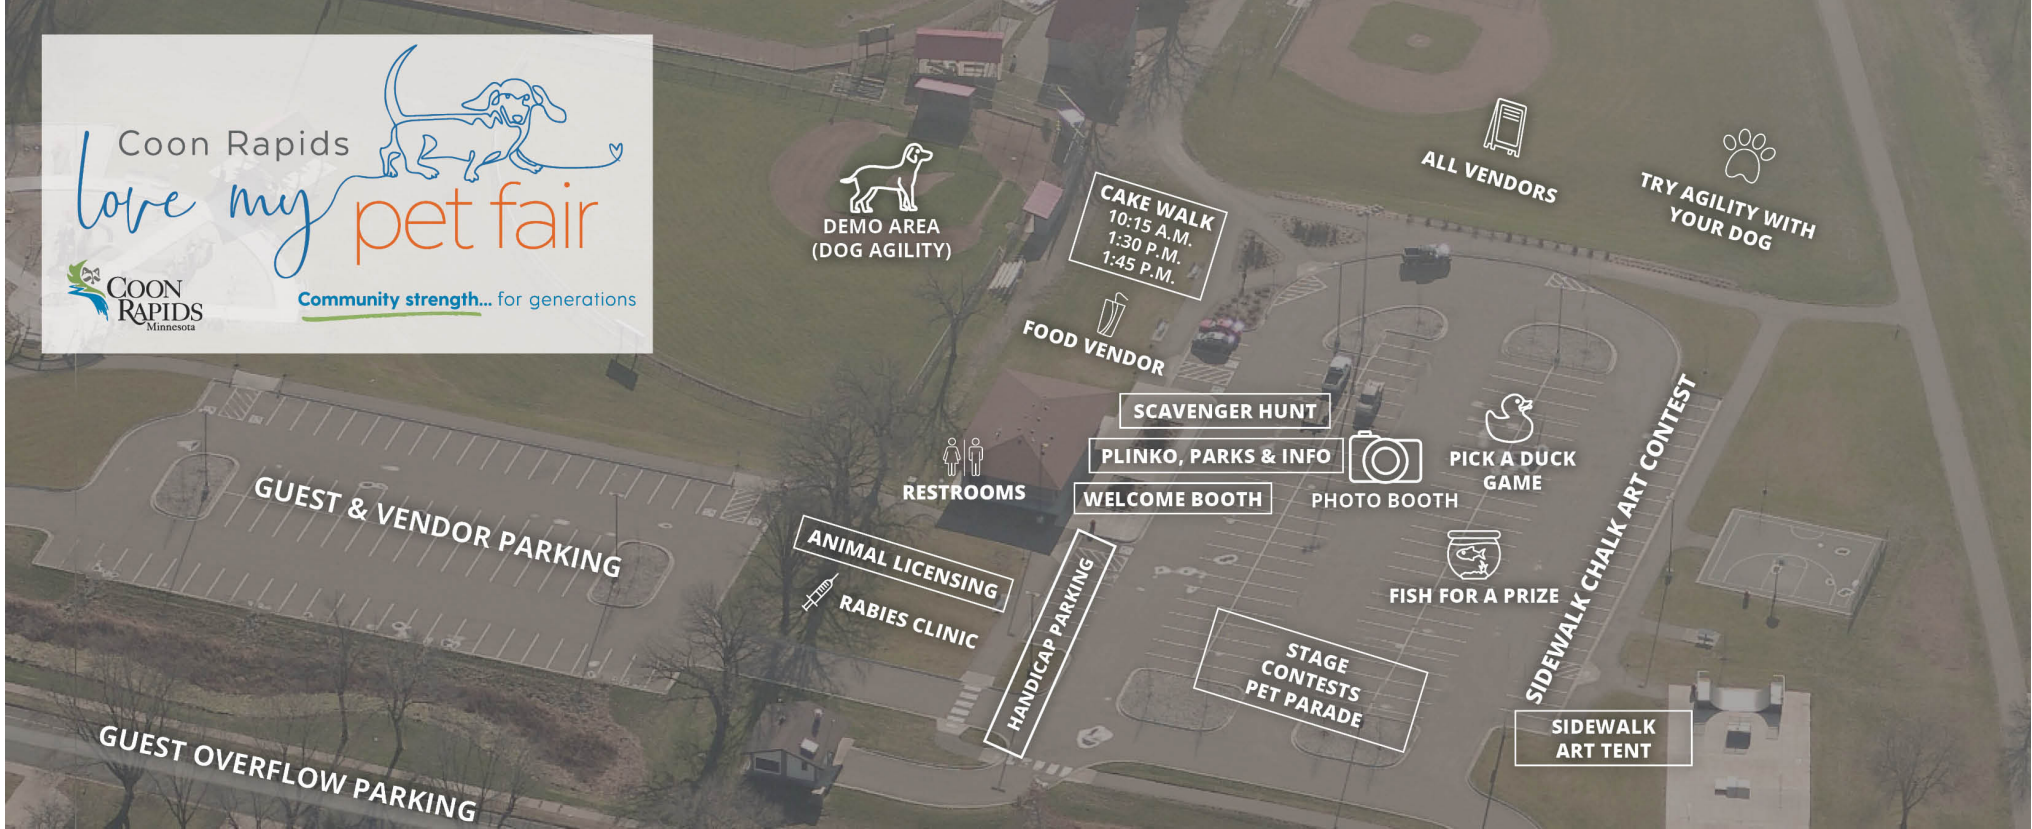 Coon Rapids
love my
pet fair
COON
RAPIDS
Minnesota
Community strength... for generations
DEMO AREA
(DOG AGILITY)
CAKE WALK
10:15 A.M.
1:30 P.M.
1:45 P.M.
ALL VENDORS
TRY AGILITY WITH
YOUR DOG
FOOD VENDOR
SCAVENGER HUNT
PLINKO, PARKS & INFO
WELCOME BOOTH
PHOTO BOOTH
PICK A DUCK
GAME
RESTROOMS
GUEST & VENDOR PARKING
ANIMAL LICENSING
RABIES CLINIC
HANDICAP PARKING
FISH FOR A PRIZE
SIDEWALK CHALK ART CONTEST
STAGE
CONTESTS
PET PARADE
SIDEWALK
ART TENT
GUEST OVERFLOW PARKING